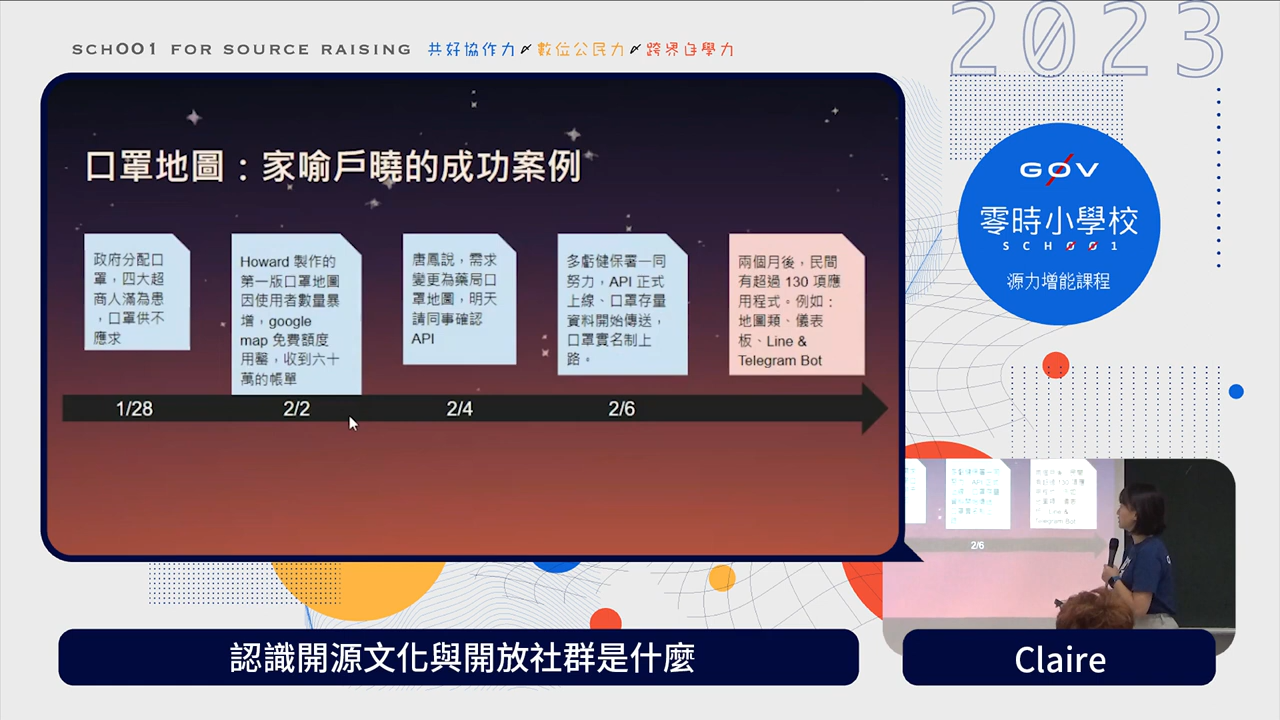 SCHOO1 FOR SOURCE RAISING 共好協作力 數位公民力 跨界自學力
2023
口罩地圖：家喻戶曉的成功案例
政府分配口
罩，四大超
商人滿為患
，口罩供不
應求
Howard 製作的
第一版口罩地圖
因使用者數量暴
增，google
map 免費額度
用罄，收到六十
萬的帳單
唐鳳說，需求
變更為藥局口
罩地圖，明天
請同事確認
API
多虧健保署一同
努力，API 正式
上線、口罩存量
資料開始傳送，
口罩實名制上
路。
兩個月後，民間
有超過 130 項應
用程式。例如：
地圖類、儀表
板、Line &
Telegram Bot
1/28
2/2
2/4
2/6
G0V
零時小學校
SCH001
源力增能課程
2/6
認識開源文化與開放社群是什麼
Claire